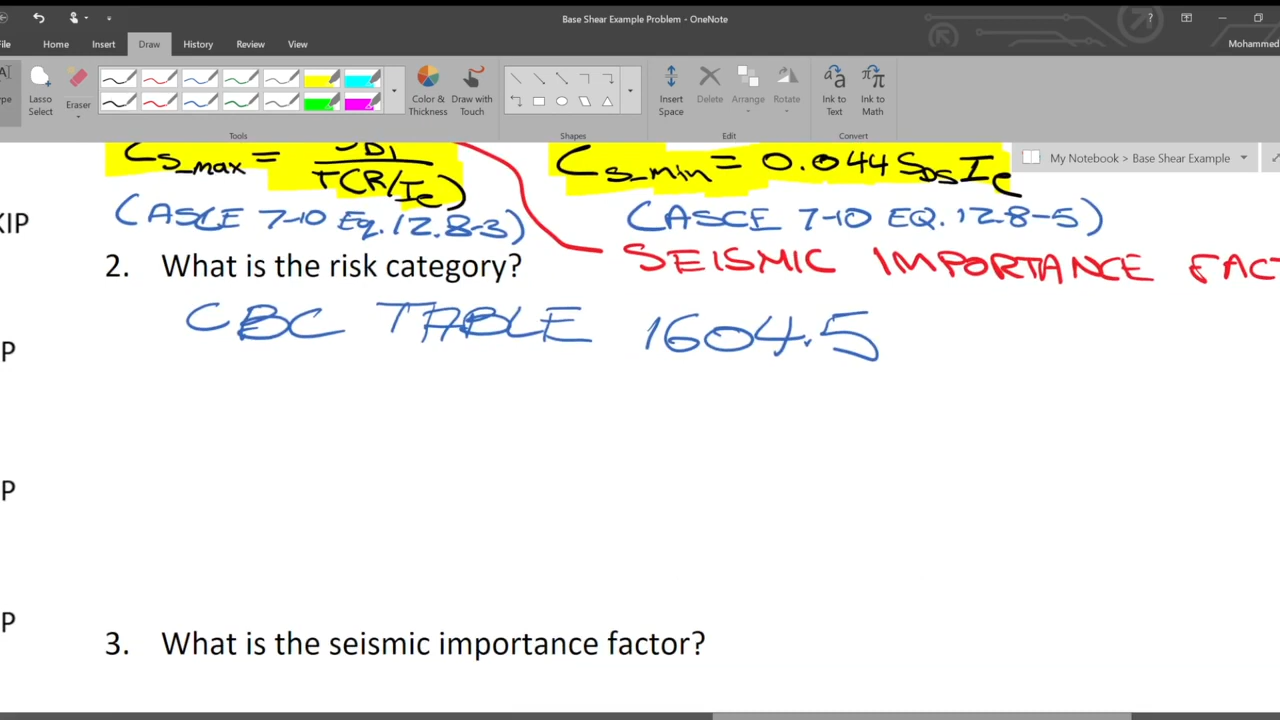 Base Shear Example Problem - OneNote
File Home Insert Draw History Review View
Mohammed
Type Lasso Select Eraser Color & Thickness Draw with Touch Insert Space Delete Arrange Rotate Ink to Text Ink to Math
Tools Shapes Edit Convert
My Notebook > Base Shear Example
Cs_max = SD1 / T(R/Ie) Cs_min = 0.044 SDS Ie
(ASCE 7-10 Eq. 12.8-3) (ASCE 7-10 EQ. 12.8-5)
KIP
2. What is the risk category? SEISMIC IMPORTANCE FACT
CBC TABLE 1604.5
P
P
P
3. What is the seismic importance factor?